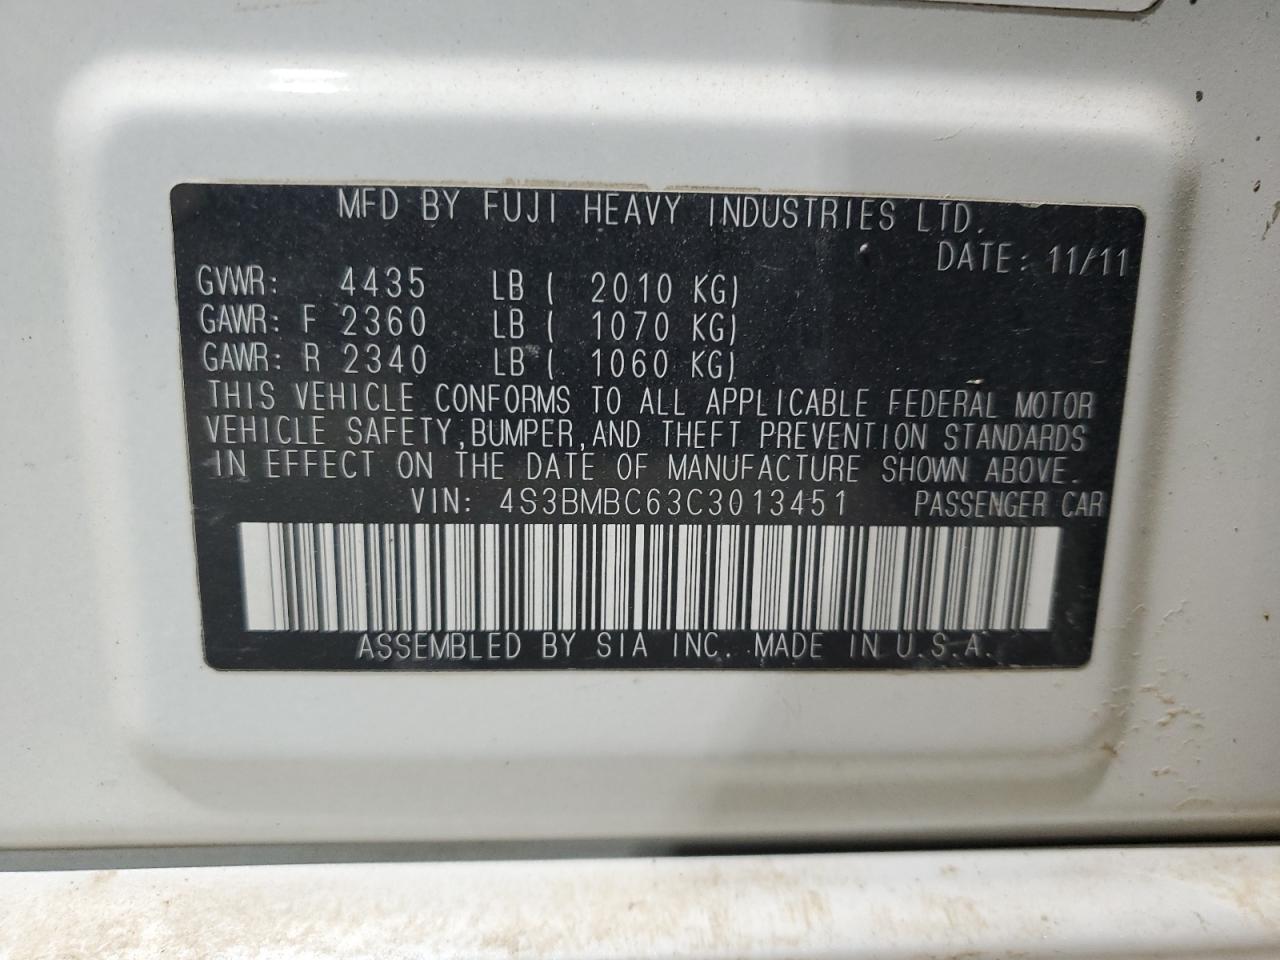 MFD BY FUJI HEAVY INDUSTRIES LTD.
DATE: 11/11
GVWR: 4435 LB ( 2010 KG)
GAWR: F 2360 LB ( 1070 KG)
GAWR: R 2340 LB ( 1060 KG)
THIS VEHICLE CONFORMS TO ALL APPLICABLE FEDERAL MOTOR
VEHICLE SAFETY,BUMPER,AND THEFT PREVENTION STANDARDS
IN EFFECT ON THE DATE OF MANUFACTURE SHOWN ABOVE.
VIN: 4S3BMBC63C3013451 PASSENGER CAR
ASSEMBLED BY SIA INC. MADE IN U.S.A.